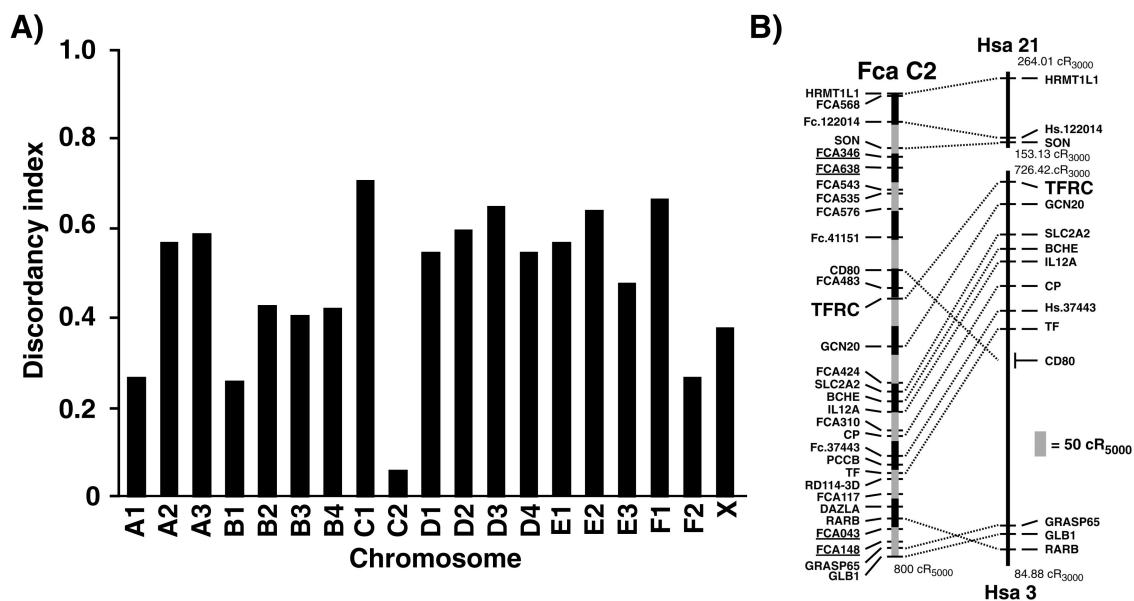 A)
1.0
0.8
0.6
0.4
0.2
0
Discordancy index
A1 A2 A3 B1 B2 B3 B4 C1 C2 D1 D2 D3 D4 E1 E2 E3 F1 F2 X
Chromosome
B)
Fca C2
HRMT1L1
FCA568
Fc.122014
SON
FCA346
FCA638
FCA543
FCA535
FCA576
Fc.41151
CD80
FCA483
TFRC
GCN20
FCA424
SLC2A2
BCHE
IL12A
FCA310
CP
Fc.37443
PCCB
TF
RD114-3D
FCA117
DAZLA
RARB
FCA043
FCA148
GRASP65
GLB1
800 cR5000
Hsa 21
264.01 cR3000
HRMT1L1
Hs.122014
SON
153.13 cR3000
726.42.cR3000
TFRC
GCN20
SLC2A2
BCHE
IL12A
CP
Hs.37443
TF
CD80
= 50 cR5000
GRASP65
GLB1
RARB
84.88 cR3000
Hsa 3